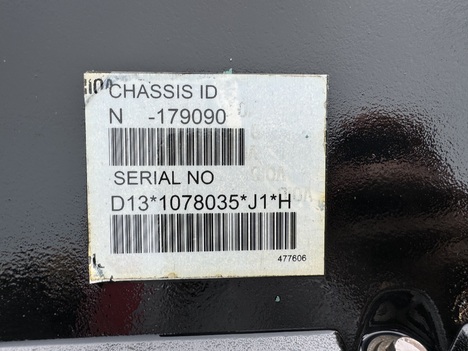 CHASSIS ID
N -179090
SERIAL NO
D13*1078035*J1*H
477606